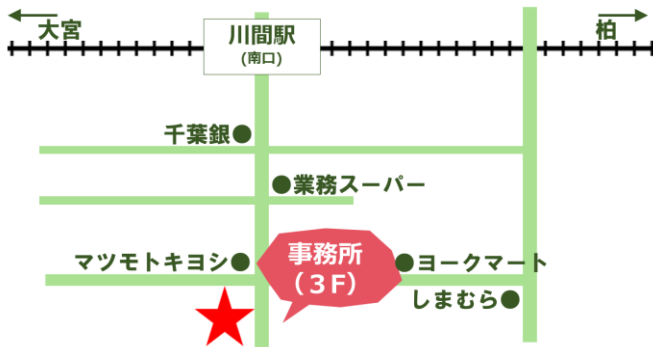 大宮
川間駅
(南口)
柏
千葉銀
業務スーパー
マツモトキヨシ
事務所
(3F)
ヨークマート
しまむら